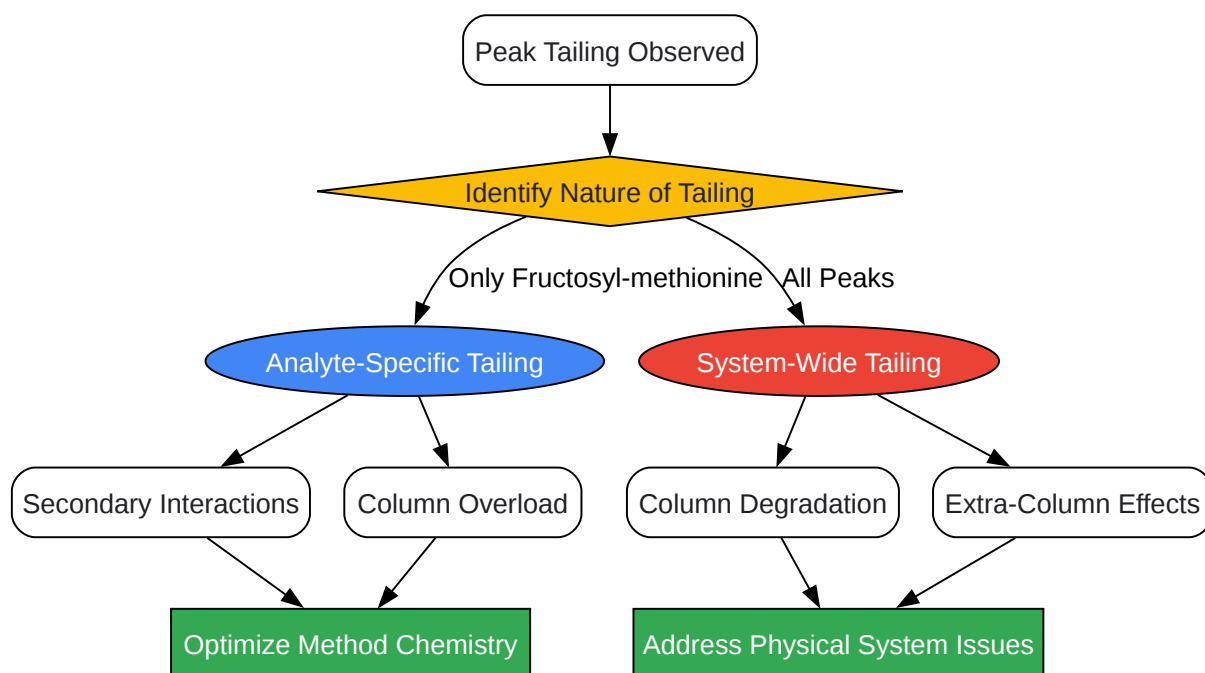 Peak Tailing Observed
Identify Nature of Tailing
Only Fructosyl-methionine
All Peaks
Analyte-Specific Tailing
System-Wide Tailing
Secondary Interactions
Column Overload
Column Degradation
Extra-Column Effects
Optimize Method Chemistry
Address Physical System Issues